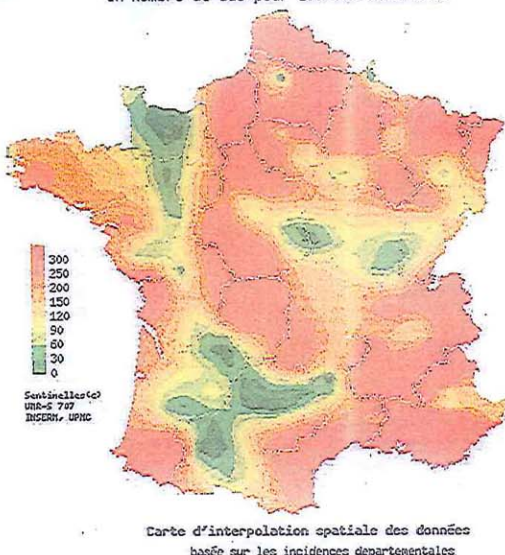 300
250
200
150
120
90
60
30
0
Sentinelles(c)
UMR-S 707
INSERM, UPMC
Carte d'interpolation spatiale des données
basée sur les incidences departementales